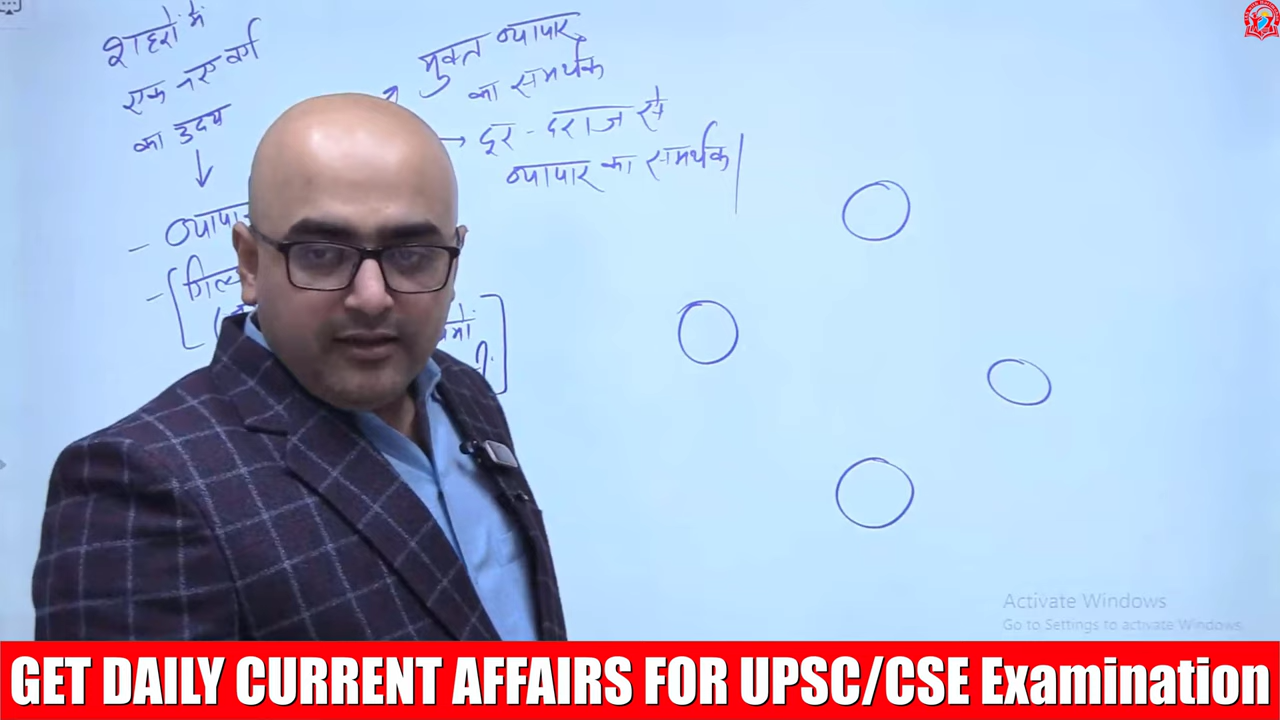 शहरों में
एक नए वर्ग
का उदय
मुक्त व्यापार
का समर्थक
→ दूर-दराज से
व्यापार का समर्थक
Activate Windows
Go to Settings to activate Windows.
GET DAILY CURRENT AFFAIRS FOR UPSC/CSE Examination